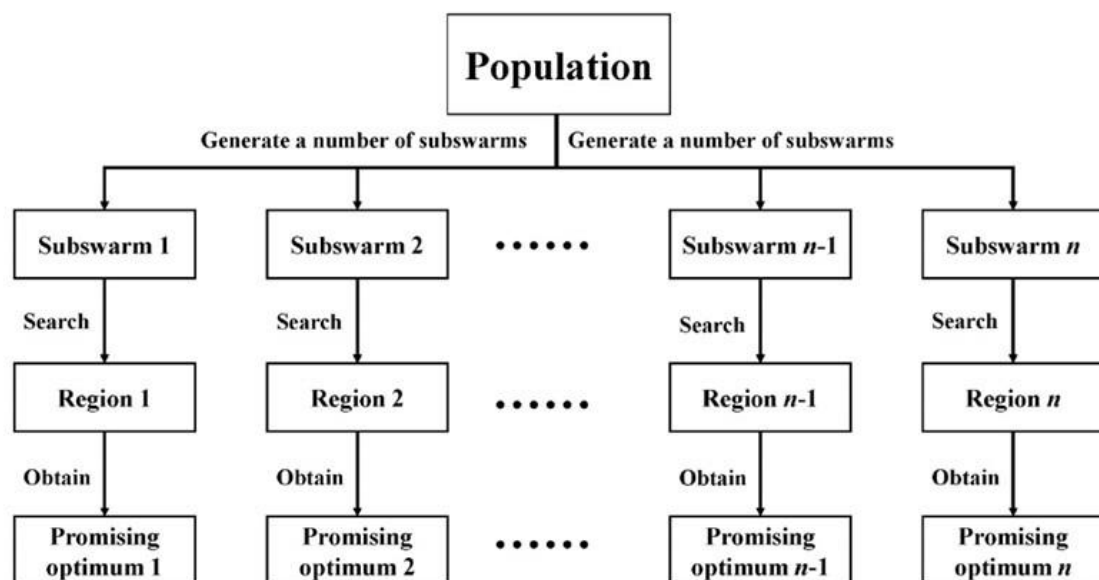 Population
Generate a number of subswarms
Generate a number of subswarms
Subswarm 1
Subswarm 2
......
Subswarm n-1
Subswarm n
Search
Search
Search
Search
Region 1
Region 2
......
Region n-1
Region n
Obtain
Obtain
Obtain
Obtain
Promising
optimum 1
Promising
optimum 2
......
Promising
optimum n-1
Promising
optimum n